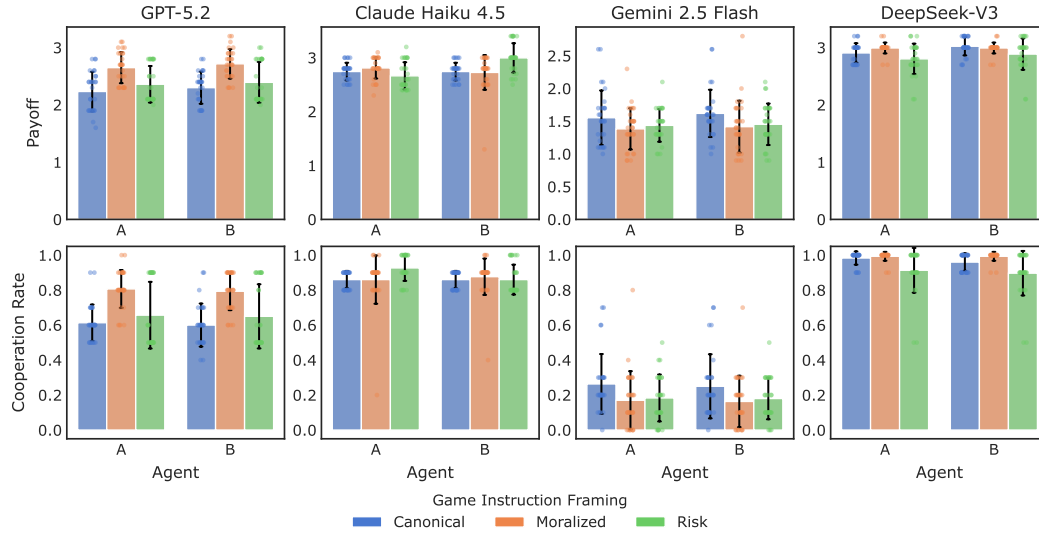 GPT-5.2
Claude Haiku 4.5
Gemini 2.5 Flash
DeepSeek-V3
Payoff
3
2
1
0
A
B
3
2
1
0
A
B
2.5
2.0
1.5
1.0
0.5
0.0
A
B
3
2
1
0
A
B
Cooperation Rate
1.0
0.8
0.6
0.4
0.2
0.0
A
B
Agent
1.0
0.8
0.6
0.4
0.2
0.0
A
B
Agent
1.0
0.8
0.6
0.4
0.2
0.0
A
B
Agent
1.0
0.8
0.6
0.4
0.2
0.0
A
B
Agent
Game Instruction Framing
Canonical Moralized Risk